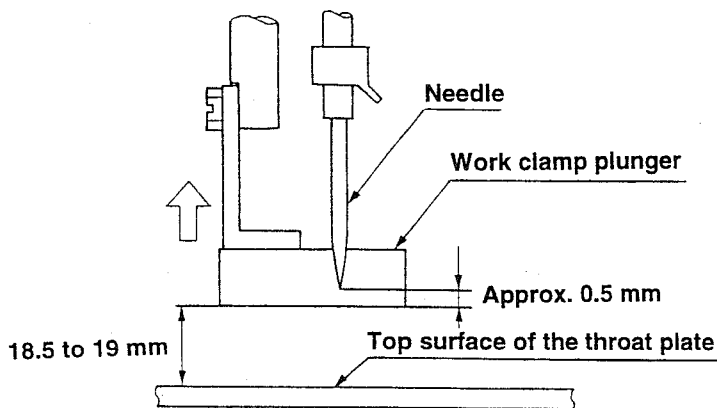 Needle
Work clamp plunger
Approx. 0.5 mm
18.5 to 19 mm
Top surface of the throat plate